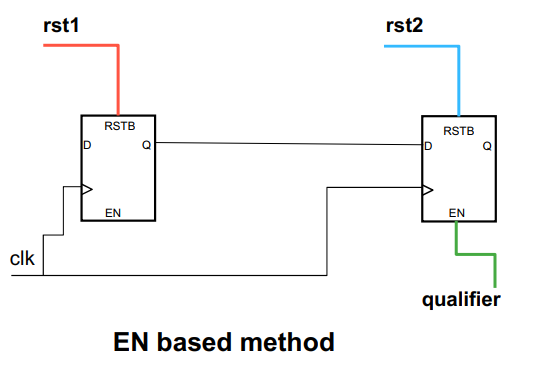 rst1
rst2
RSTB
RSTB
D
Q
D
Q
EN
EN
clk
qualifier
EN based method